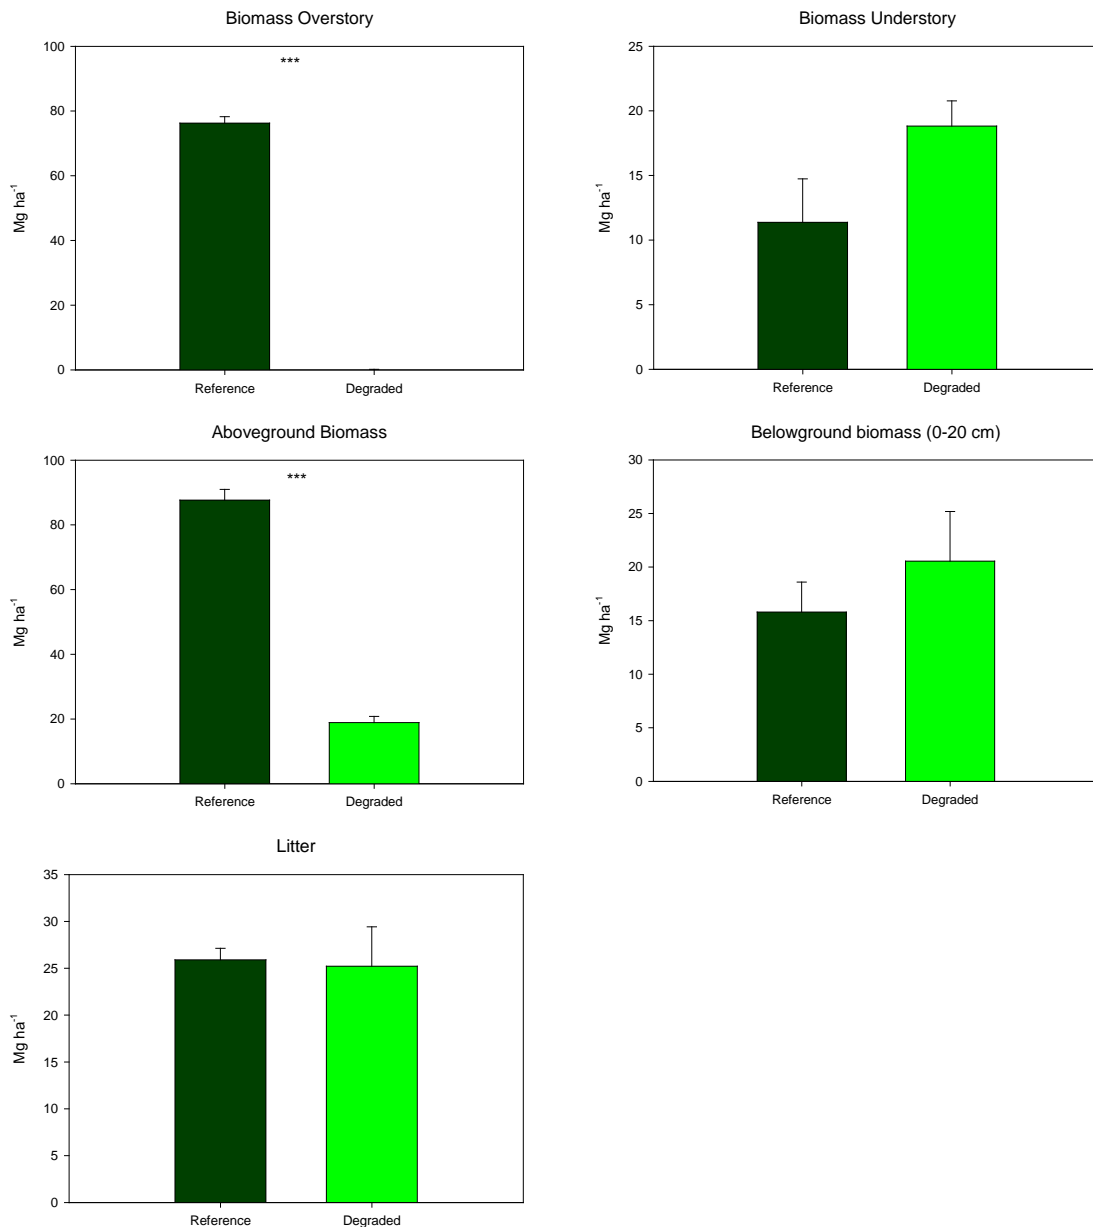 Biomass Overstory
100
80
60
40
20
0
Mg ha-1
***
Reference Degraded
Biomass Understory
25
20
15
10
5
0
Mg ha-1
Reference Degraded
Aboveground Biomass
100
80
60
40
20
0
Mg ha-1
***
Reference Degraded
Belowground biomass (0-20 cm)
30
25
20
15
10
5
0
Mg ha-1
Reference Degraded
Litter
35
30
25
20
15
10
5
0
Mg ha-1
Reference Degraded